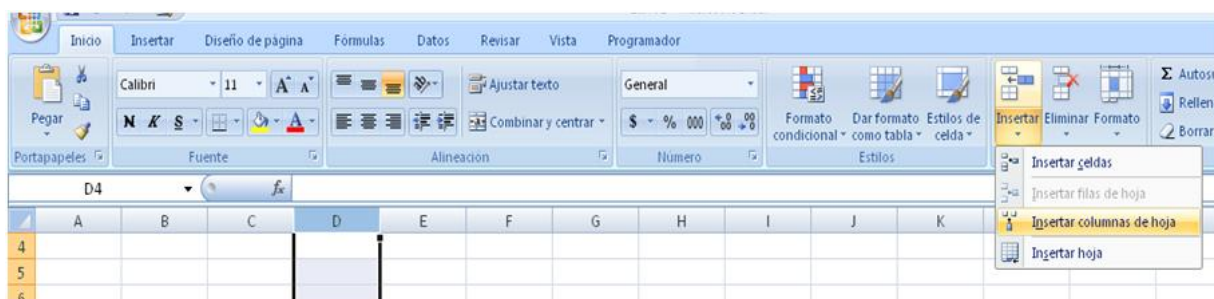 Inicio Insertar Diseño de página Fórmulas Datos Revisar Vista Programador
Calibri 11 A A Ajustar texto General Σ Autosu
Pegar N K S A Combinar y centrar $ % 000 Formato condicional Dar formato como tabla Estilos de celda Insertar Eliminar Formato Rellen
Borrar
Portapapeles Fuente Alineación Número Estilos
Insertar celdas
D4 fx
Insertar filas de hoja
A B C D E F G H I J K
Insertar columnas de hoja
4
Insertar hoja
5
6